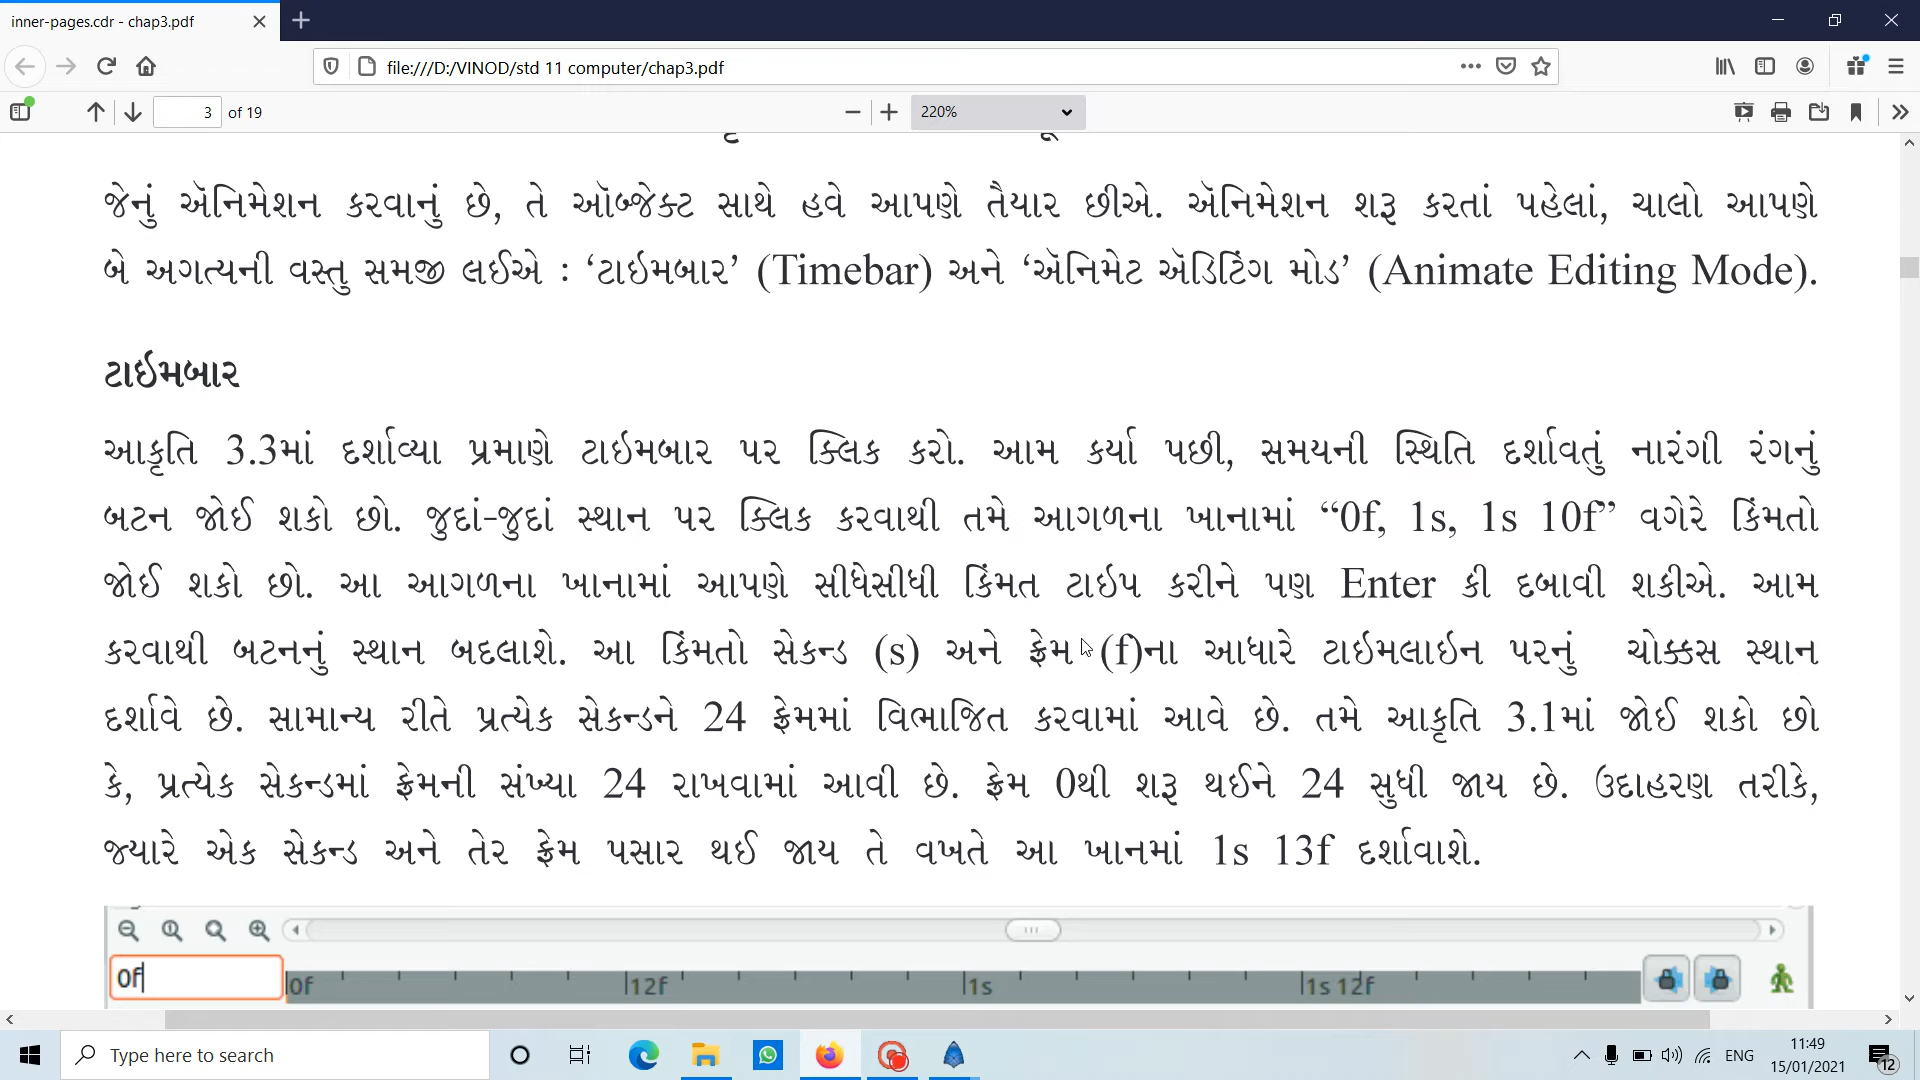 inner-pages.cdr - chap3.pdf
file:///D:/VINOD/std 11 computer/chap3.pdf
3 of 19
220%
જેનું ઍનિમેશન કરવાનું છે, તે ઑબ્જેક્ટ સાથે હવે આપણે તૈયાર છીએ. ઍનિમેશન શરૂ કરતાં પહેલાં, ચાલો આપણે
બે અગત્યની વસ્તુ સમજી લઈએ : ‘ટાઇમબાર’ (Timebar) અને ‘ઍનિમેટ ઍડિટિંગ મોડ’ (Animate Editing Mode).
ટાઇમબાર
આકૃતિ 3.3માં દર્શાવ્યા પ્રમાણે ટાઇમબાર પર ક્લિક કરો. આમ કર્યા પછી, સમયની સ્થિતિ દર્શાવતું નારંગી રંગનું
બટન જોઈ શકો છો. જુદાં-જુદાં સ્થાન પર ક્લિક કરવાથી તમે આગળના ખાનામાં “0f, 1s, 1s 10f” વગેરે કિંમતો
જોઈ શકો છો. આ આગળના ખાનામાં આપણે સીધેસીધી કિંમત ટાઇપ કરીને પણ Enter કી દબાવી શકીએ. આમ
કરવાથી બટનનું સ્થાન બદલાશે. આ કિંમતો સેકન્ડ (s) અને ફ્રેમ (f)ના આધારે ટાઇમલાઇન પરનું ચોક્કસ સ્થાન
દર્શાવે છે. સામાન્ય રીતે પ્રત્યેક સેકન્ડને 24 ફ્રેમમાં વિભાજિત કરવામાં આવે છે. તમે આકૃતિ 3.1માં જોઈ શકો છો
કે, પ્રત્યેક સેકન્ડમાં ફ્રેમની સંખ્યા 24 રાખવામાં આવી છે. ફ્રેમ 0થી શરૂ થઈને 24 સુધી જાય છે. ઉદાહરણ તરીકે,
જ્યારે એક સેકન્ડ અને તેર ફ્રેમ પસાર થઈ જાય તે વખતે આ ખાનમાં 1s 13f દર્શાવાશે.
0f 0f 12f 1s 1s 12f
Type here to search
ENG
11:49
15/01/2021
12